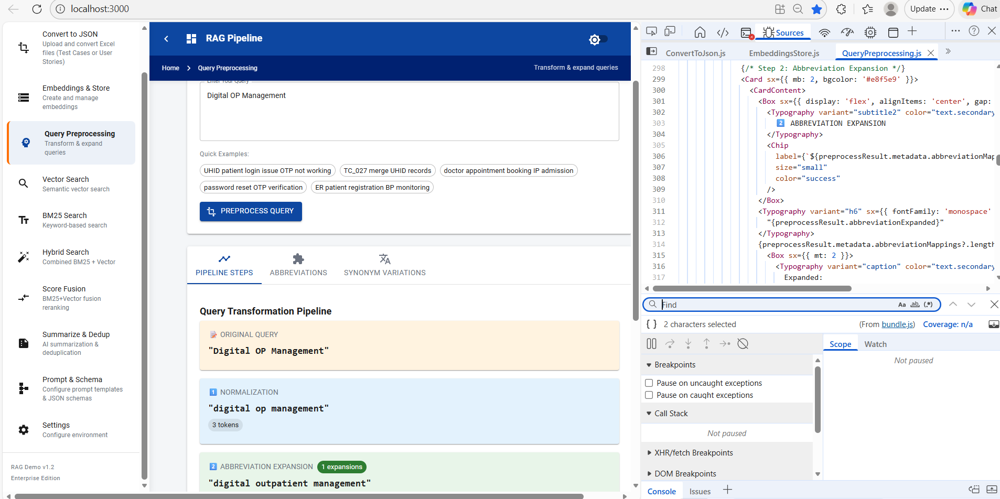 localhost:3000
Update
Chat
Convert to JSON
Upload and convert Excel
files (Test Cases or User
Stories)
Embeddings & Store
Create and manage
embeddings
Query Preprocessing
Transform & expand
queries
Vector Search
Semantic vector search
BM25 Search
Keyword-based search
Hybrid Search
Combined BM25 + Vector
Score Fusion
BM25+Vector fusion
reranking
Summarize & Dedup
AI summarization &
deduplication
Prompt & Schema
Configure prompt templates
& JSON schemas
Settings
Configure environment
RAG Demo v1.2
Enterprise Edition
RAG Pipeline
Home > Query Preprocessing
Transform & expand queries
Enter Your Query
Digital OP Management
Quick Examples:
UHID patient login issue OTP not working
TC_027 merge UHID records
doctor appointment booking IP admission
password reset OTP verification
ER patient registration BP monitoring
PREPROCESS QUERY
PIPELINE STEPS
ABBREVIATIONS
SYNONYM VARIATIONS
Query Transformation Pipeline
📝 ORIGINAL QUERY
"Digital OP Management"
1️⃣ NORMALIZATION
"digital op management"
3 tokens
2️⃣ ABBREVIATION EXPANSION 1 expansions
"digital outpatient management"
Sources
ConvertToJson.js
EmbeddingsStore.js
QueryPreprocessing.js
298 {/* Step 2: Abbreviation Expansion */}
299 <Card sx={{ mb: 2, bgcolor: '#e8f5e9' }}>
300 <CardContent>
301 <Box sx={{ display: 'flex', alignItems: 'center', gap:
302 <Typography variant="subtitle2" color="text.secondary
303 2️⃣ ABBREVIATION EXPANSION
304 </Typography>
305 <Chip
306 label={`${preprocessResult.metadata.abbreviationMap
307 size="small"
308 color="success"
309 />
310 </Box>
311 <Typography variant="h6" sx={{ fontFamily: 'monospace'
312 "{preprocessResult.abbreviationExpanded}"
313 </Typography>
314 {preprocessResult.metadata.abbreviationMappings?.length
315 <Box sx={{ mt: 2 }}>
316 <Typography variant="caption" color="text.secondary
317 Expanded:
Find
Aa ab (.*)
{ } 2 characters selected
(From bundle.js)
Coverage: n/a
Scope
Watch
Not paused
Breakpoints
Pause on uncaught exceptions
Pause on caught exceptions
Call Stack
Not paused
XHR/fetch Breakpoints
DOM Breakpoints
Console
Issues